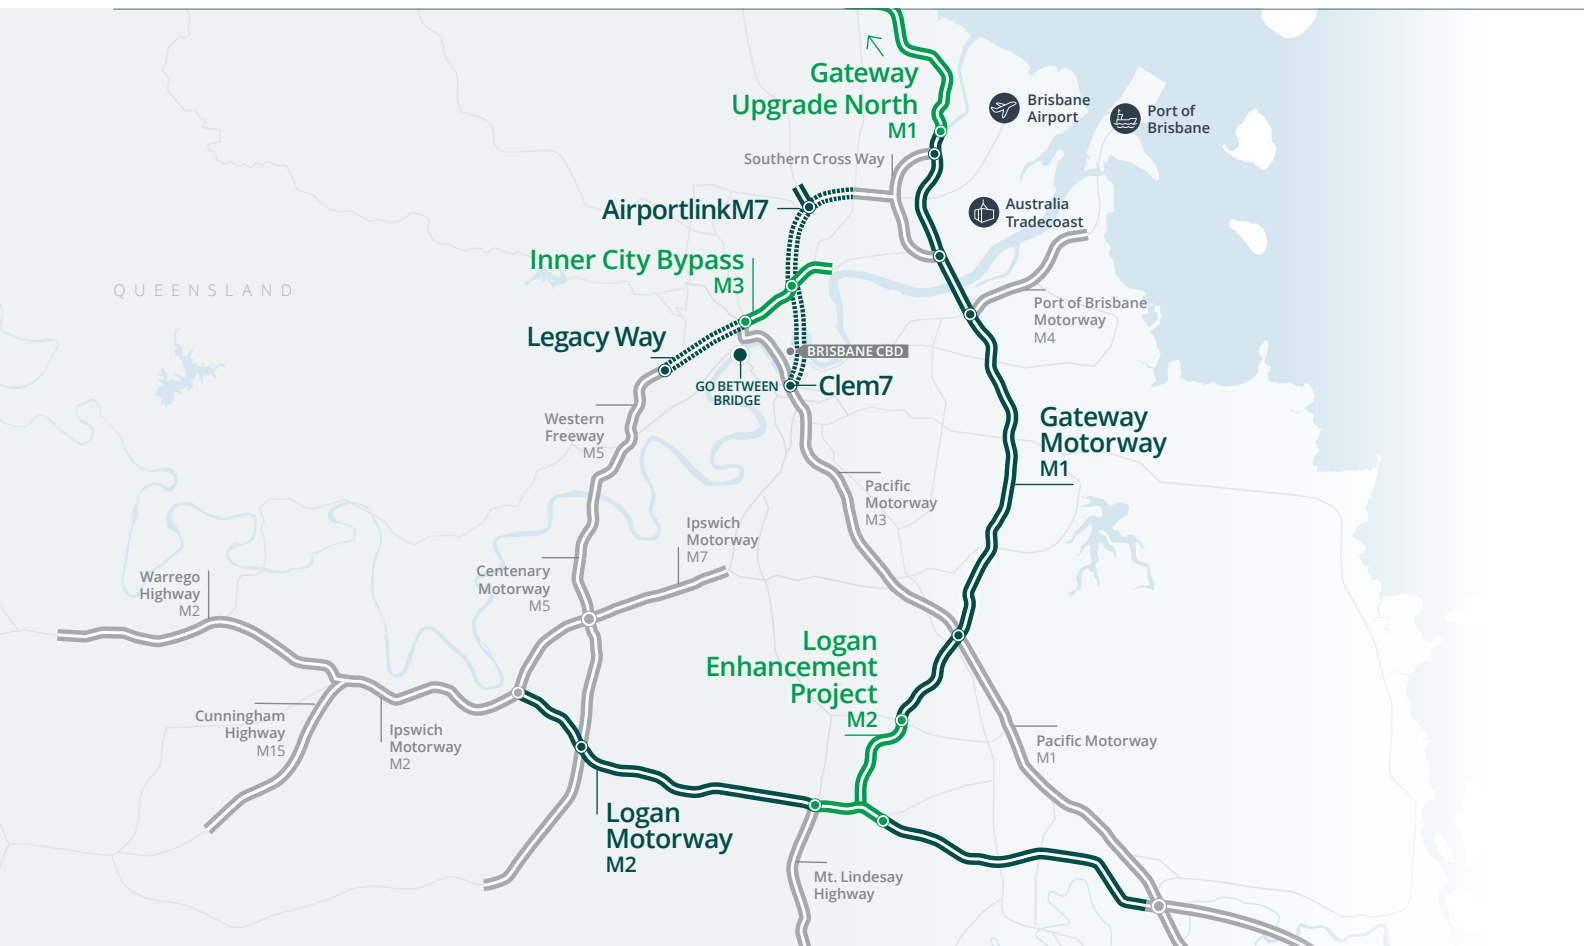 Gateway
Upgrade North
M1
Brisbane
Airport
Port of
Brisbane
Southern Cross Way
AirportlinkM7
Australia
Tradecoast
Inner City Bypass
M3
QUEENSLAND
Port of Brisbane
Motorway
M4
Legacy Way
BRISBANE CBD
GO BETWEEN
BRIDGE
Clem7
Western
Freeway
M5
Gateway
Motorway
M1
Pacific
Motorway
M3
Ipswich
Motorway
M7
Centenary
Motorway
M5
Warrego
Highway
M2
Logan
Enhancement
Project
M2
Cunningham
Highway
M15
Ipswich
Motorway
M2
Pacific Motorway
M1
Logan
Motorway
M2
Mt. Lindesay
Highway